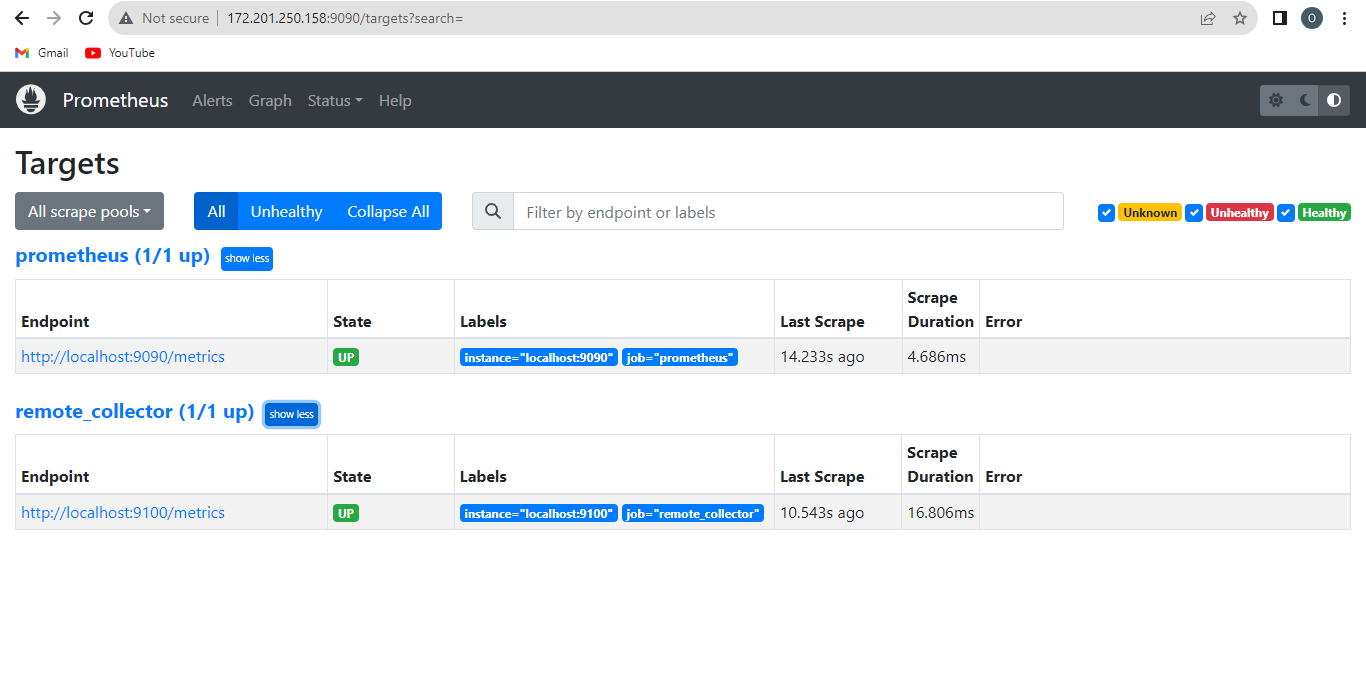 Not secure 172.201.250.158:9090/targets?search= O
Gmail YouTube
Prometheus Alerts Graph Status Help
Targets
All scrape pools All Unhealthy Collapse All Filter by endpoint or labels Unknown Unhealthy Healthy
prometheus (1/1 up) show less
Endpoint State Labels Last Scrape Scrape Duration Error
http://localhost:9090/metrics UP instance="localhost:9090" job="prometheus" 14.233s ago 4.686ms
remote_collector (1/1 up) show less
Endpoint State Labels Last Scrape Scrape Duration Error
http://localhost:9100/metrics UP instance="localhost:9100" job="remote_collector" 10.543s ago 16.806ms